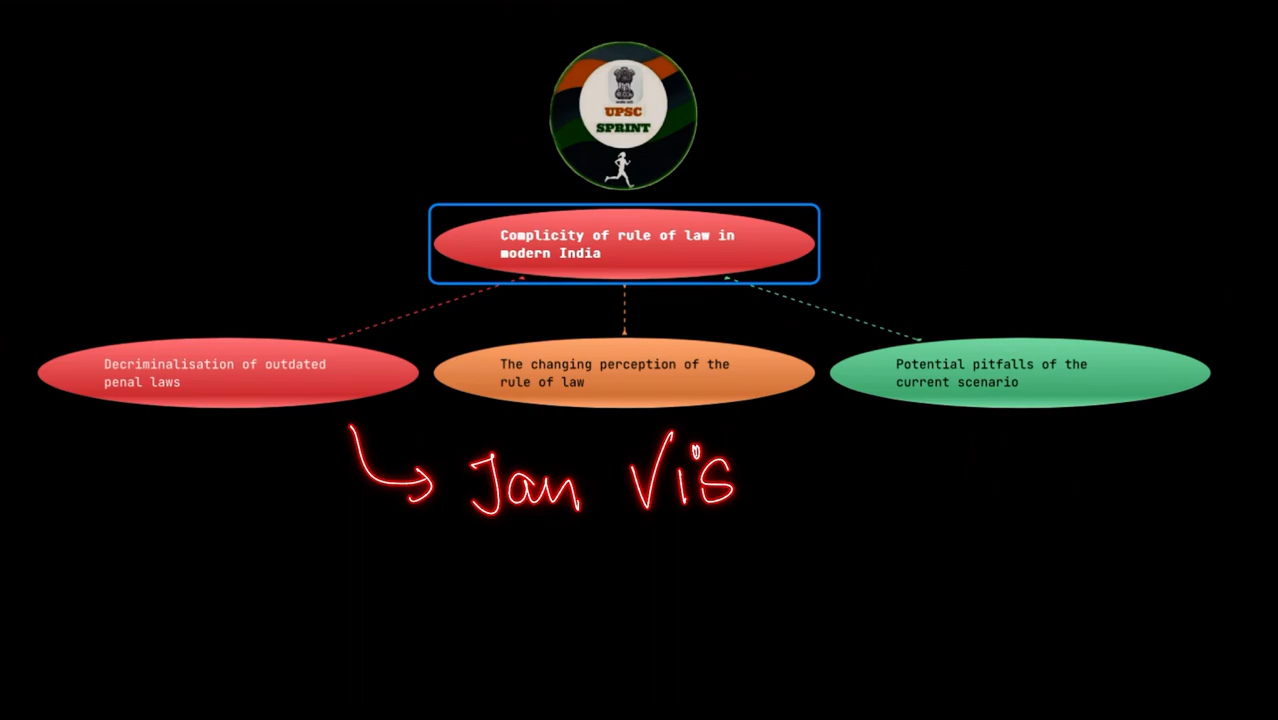 UPSC
SPRINT
Complicity of rule of law in
modern India
Decriminalisation of outdated
penal laws
The changing perception of the
rule of law
Potential pitfalls of the
current scenario
Jan Vis